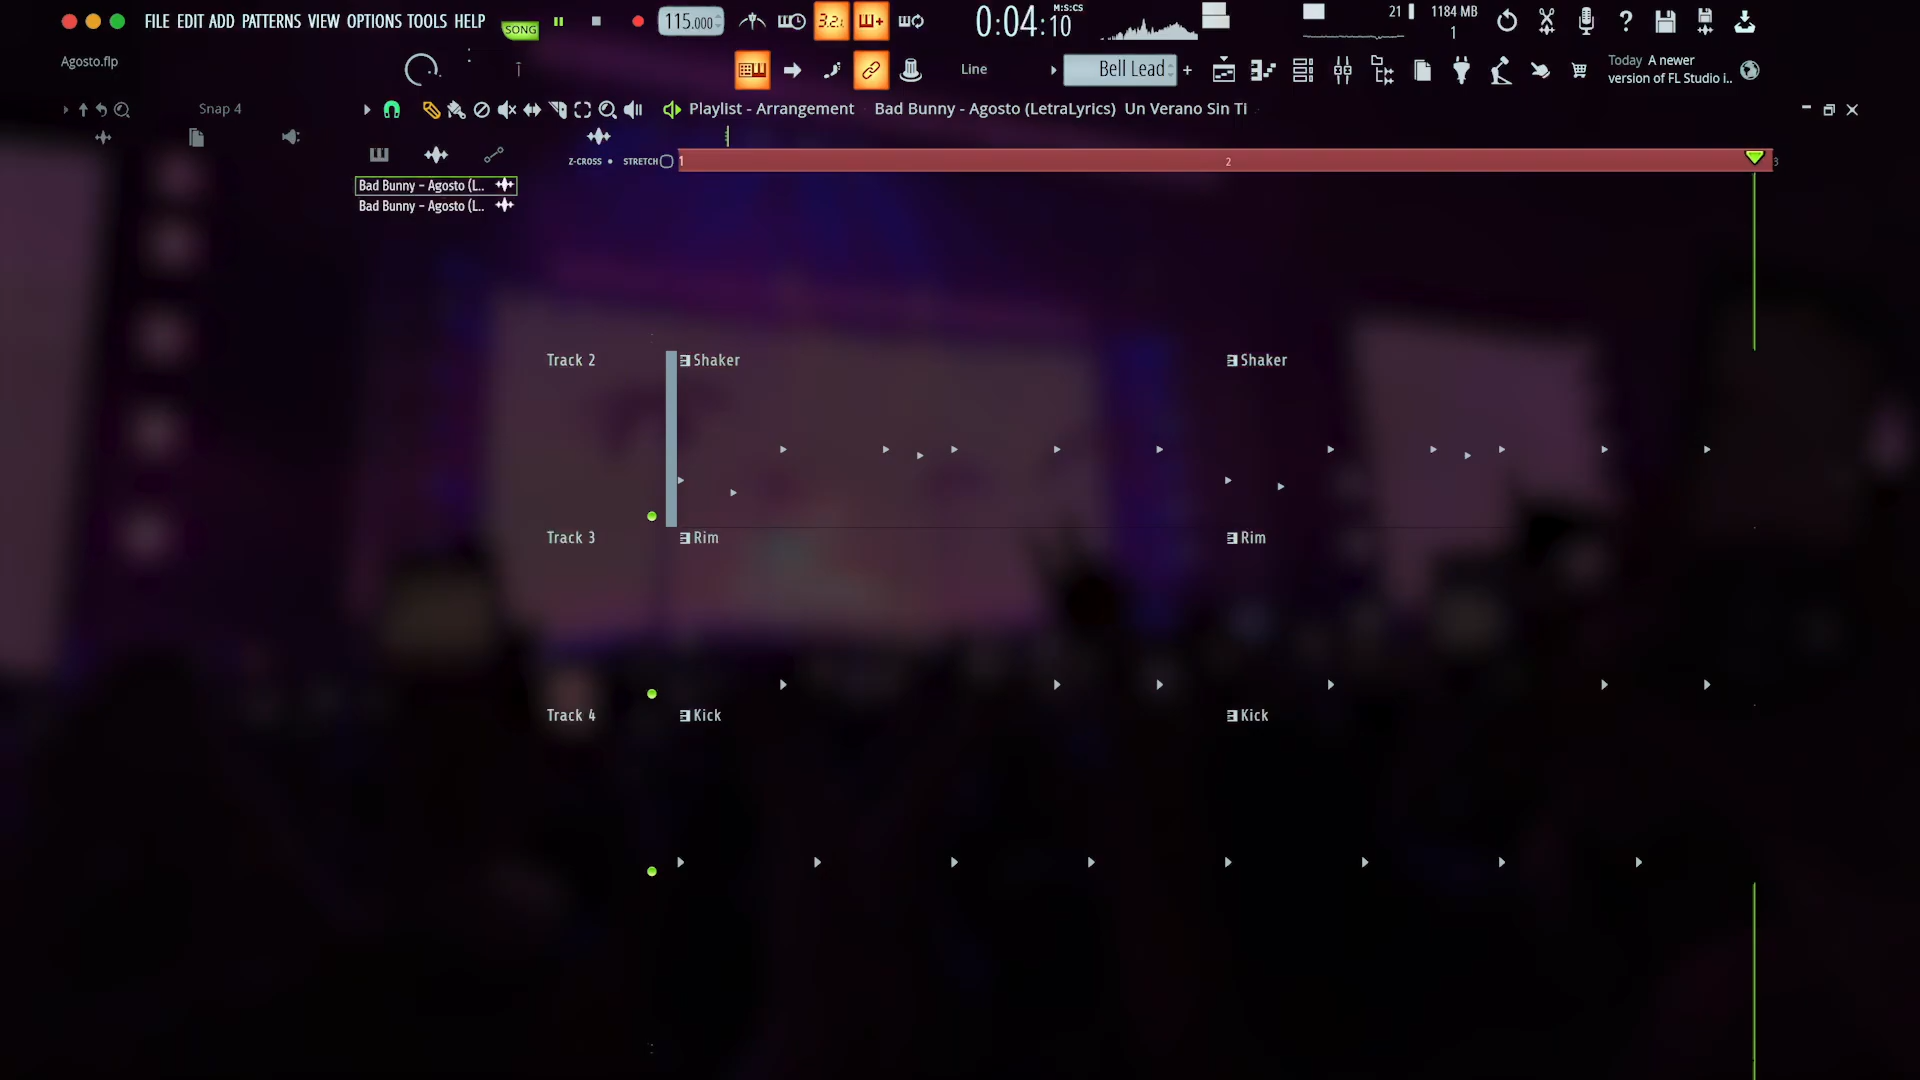 FILE EDIT ADD PATTERNS VIEW OPTIONS TOOLS HELP
SONG
115.000
3.2.
0:04:10
M:S:CS
21
1184 MB
1
Agosto.flp
Line
Bell Lead
Today A newer
version of FL Studio i..
Snap 4
Playlist - Arrangement Bad Bunny - Agosto (LetraLyrics) Un Verano Sin Ti
Z-CROSS STRETCH
1 2 3
Bad Bunny - Agosto (L..
Bad Bunny - Agosto (L..
Track 2 Shaker Shaker
Track 3 Rim Rim
Track 4 Kick Kick